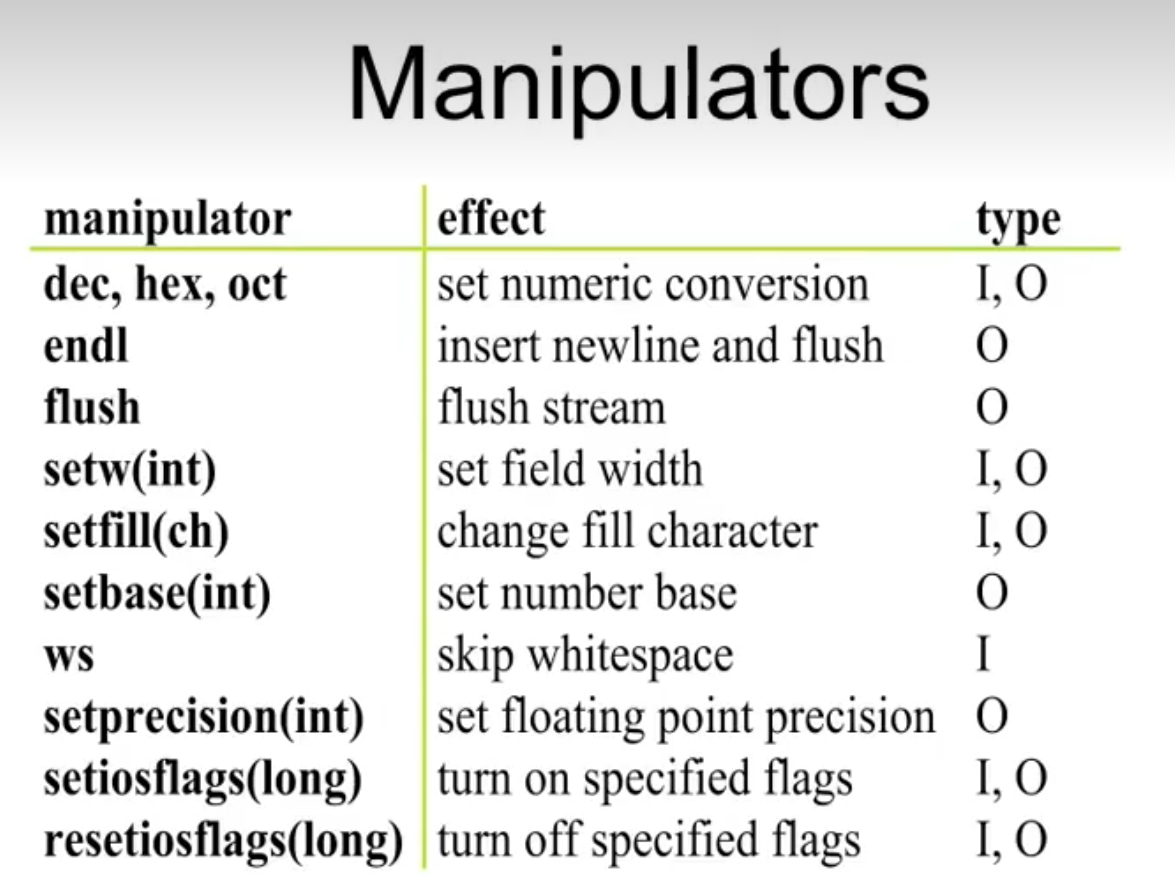 Manipulators
manipulator effect type
dec, hex, oct set numeric conversion I, O
endl insert newline and flush O
flush flush stream O
setw(int) set field width I, O
setfill(ch) change fill character I, O
setbase(int) set number base O
ws skip whitespace I
setprecision(int) set floating point precision O
setiosflags(long) turn on specified flags I, O
resetiosflags(long) turn off specified flags I, O